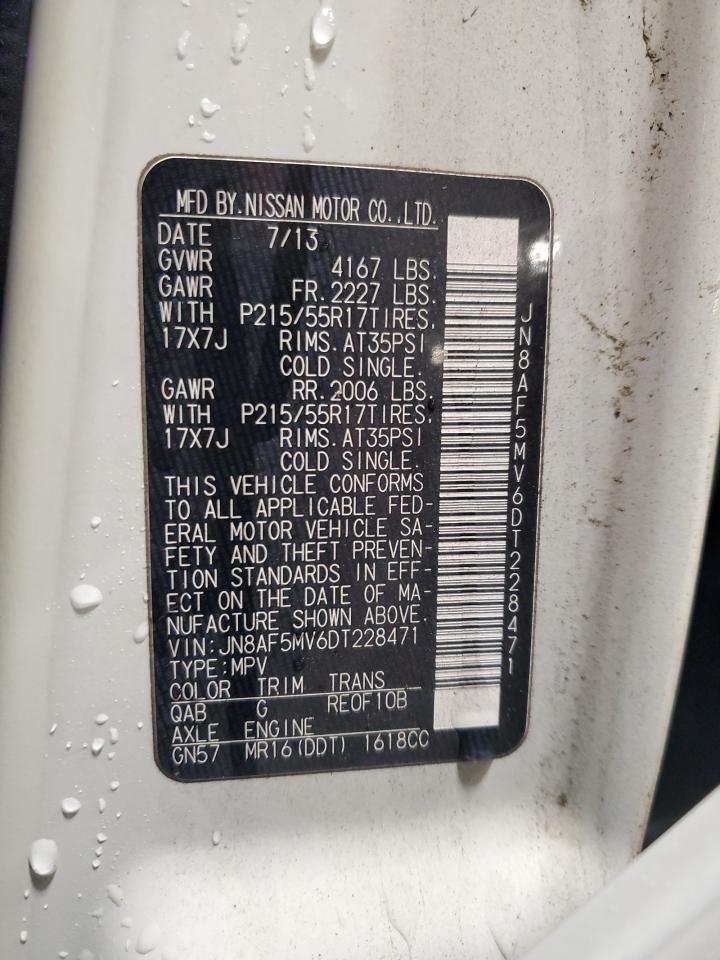 MFD BY.NISSAN MOTOR CO.,LTD.
DATE 7/13
GVWR 4167 LBS.
GAWR FR.2227 LBS.
WITH P215/55R17TIRES,
17X7J RIMS.AT35PSI
COLD SINGLE.
GAWR RR.2006 LBS.
WITH P215/55R17TIRES,
17X7J RIMS.AT35PSI
COLD SINGLE.
THIS VEHICLE CONFORMS
TO ALL APPLICABLE FED-
ERAL MOTOR VEHICLE SA-
FETY AND THEFT PREVEN-
TION STANDARDS IN EFF-
ECT ON THE DATE OF MA-
NUFACTURE SHOWN ABOVE.
VIN:JN8AF5MV6DT228471
TYPE:MPV
COLOR TRIM TRANS
QAB G RE0F10B
AXLE ENGINE
GN57 MR16(DDT) 1618CC
JN8AF5MV6DT228471